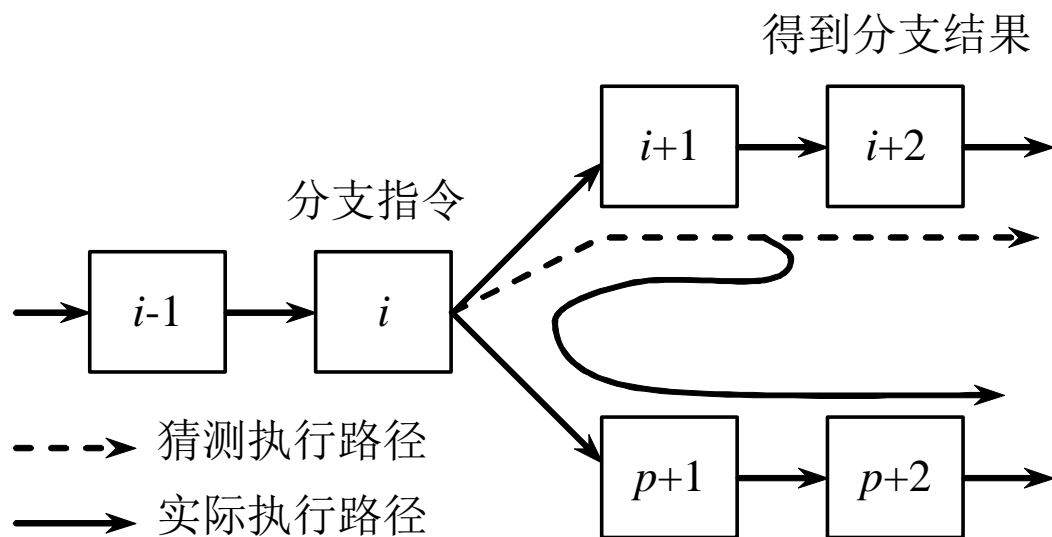 得到分支结果
i+1
i+2
分支指令
i-1
i
猜测执行路径
p+1
p+2
实际执行路径